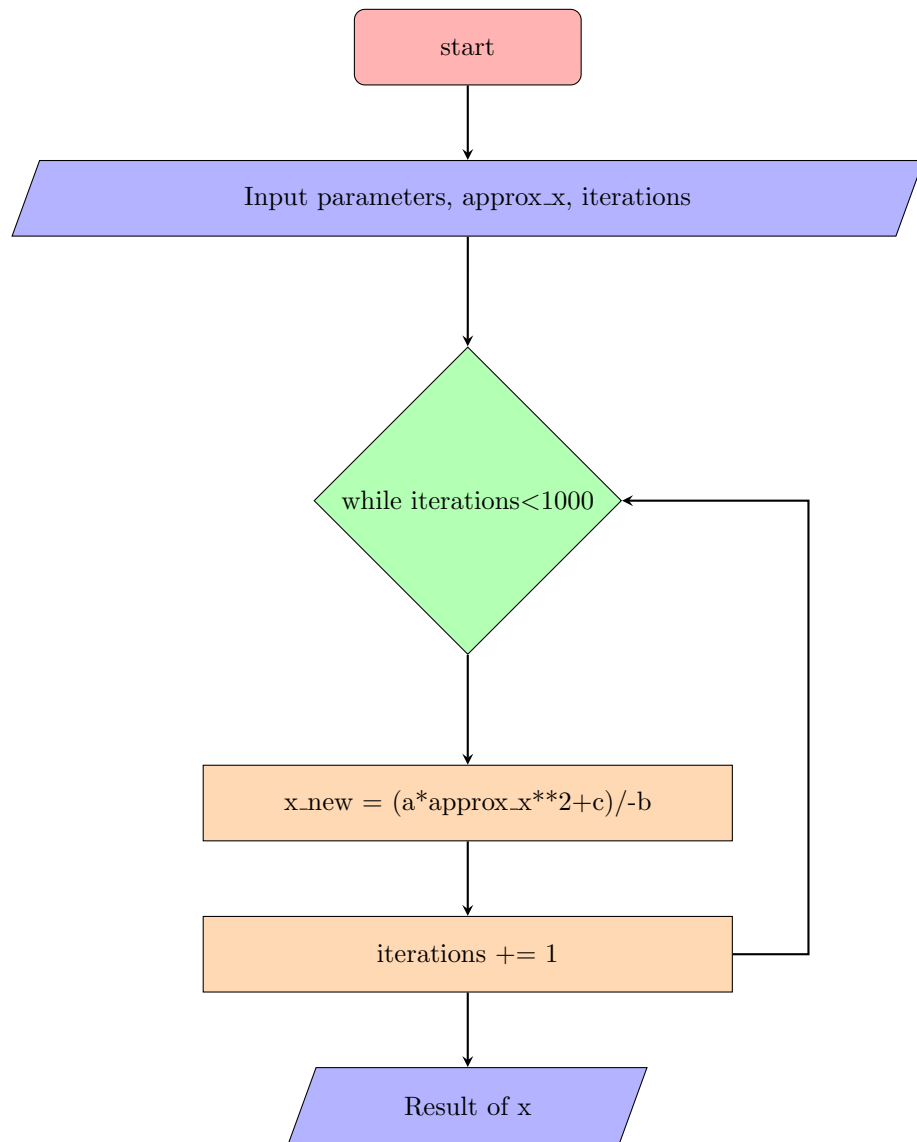 start
Input parameters, approx_x, iterations
while iterations<1000
x_new = (a*approx_x**2+c)/-b
iterations += 1
Result of x